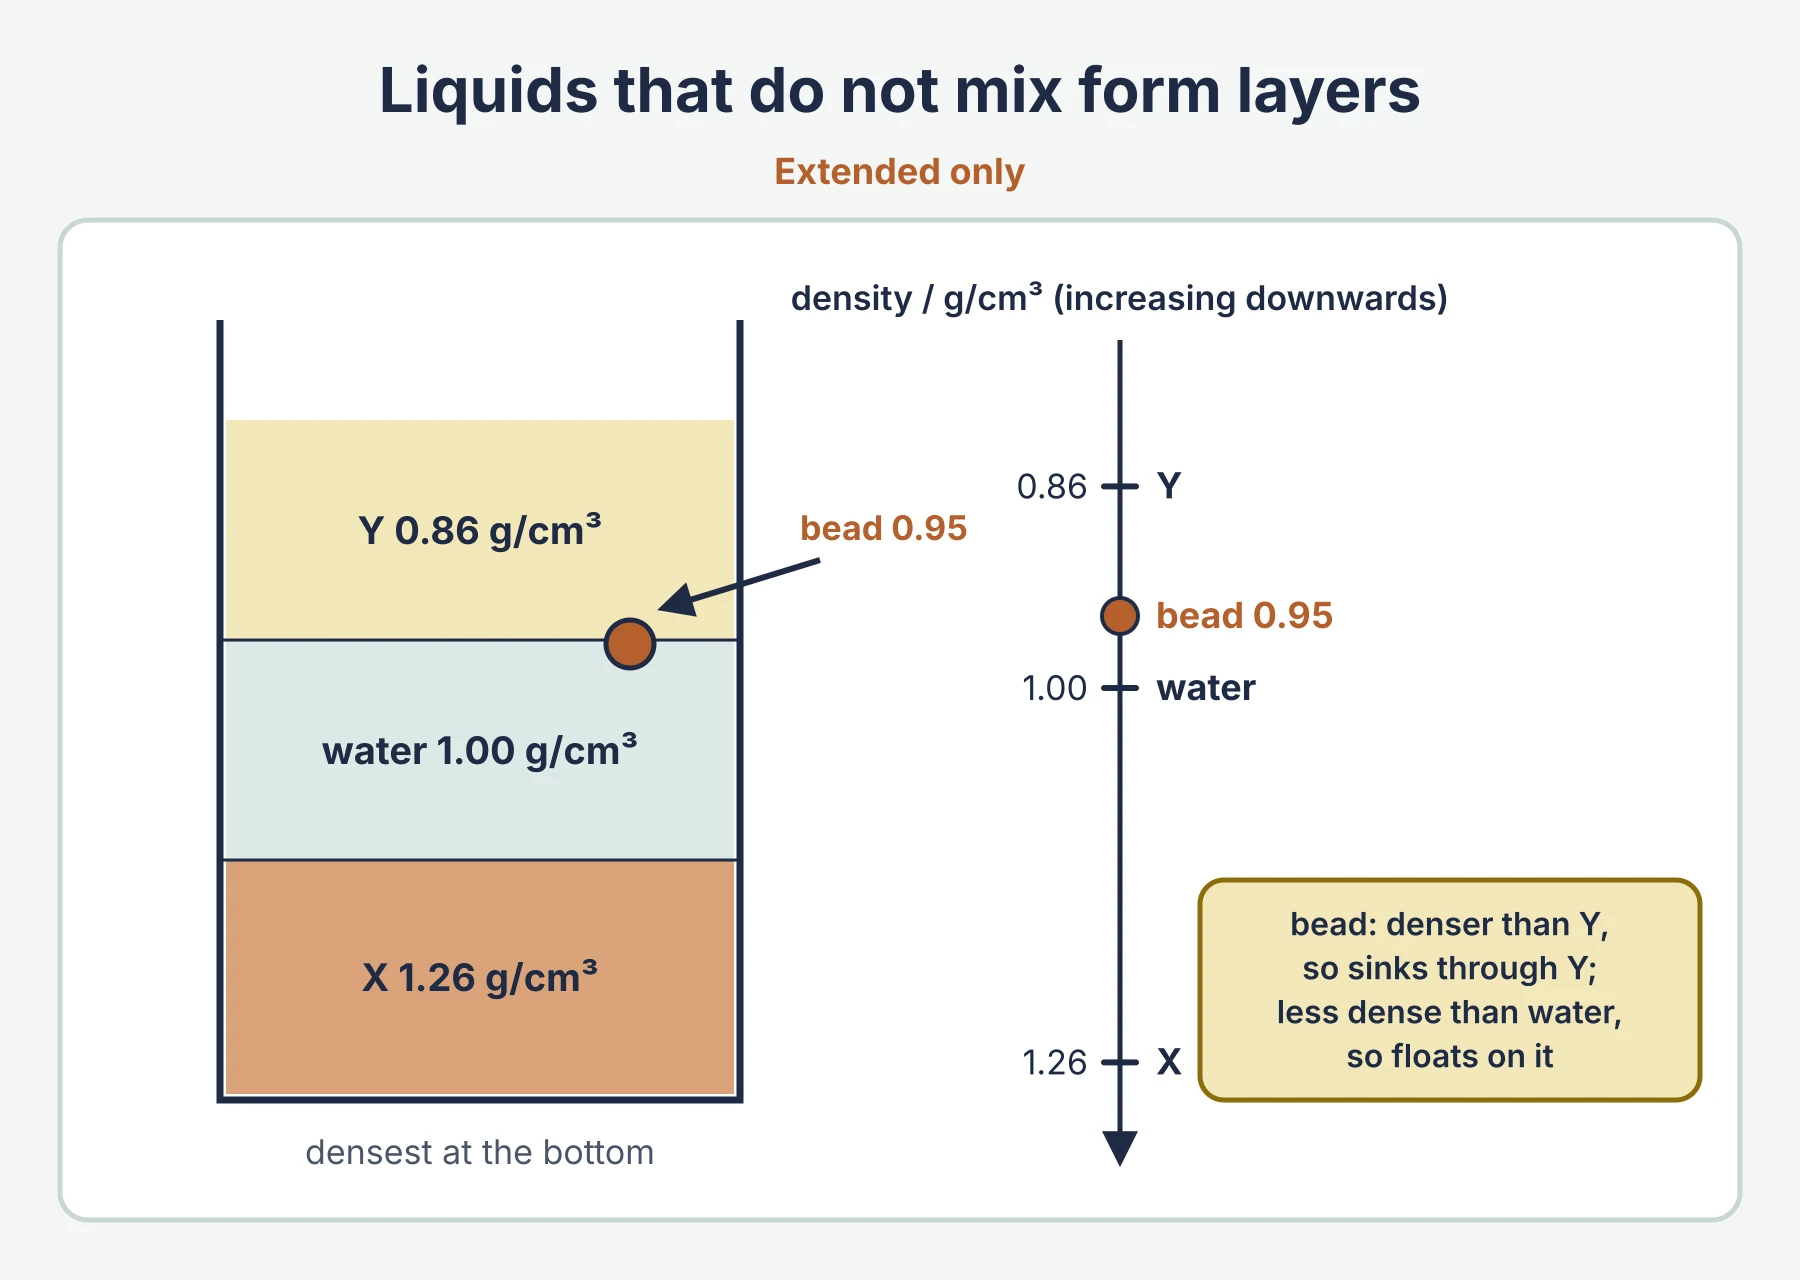 Liquids that do not mix form layers
Extended only
density / g/cm³ (increasing downwards)
Y 0.86 g/cm³
bead 0.95
water 1.00 g/cm³
X 1.26 g/cm³
densest at the bottom
0.86 Y
bead 0.95
1.00 water
1.26 X
bead: denser than Y,
so sinks through Y;
less dense than water,
so floats on it